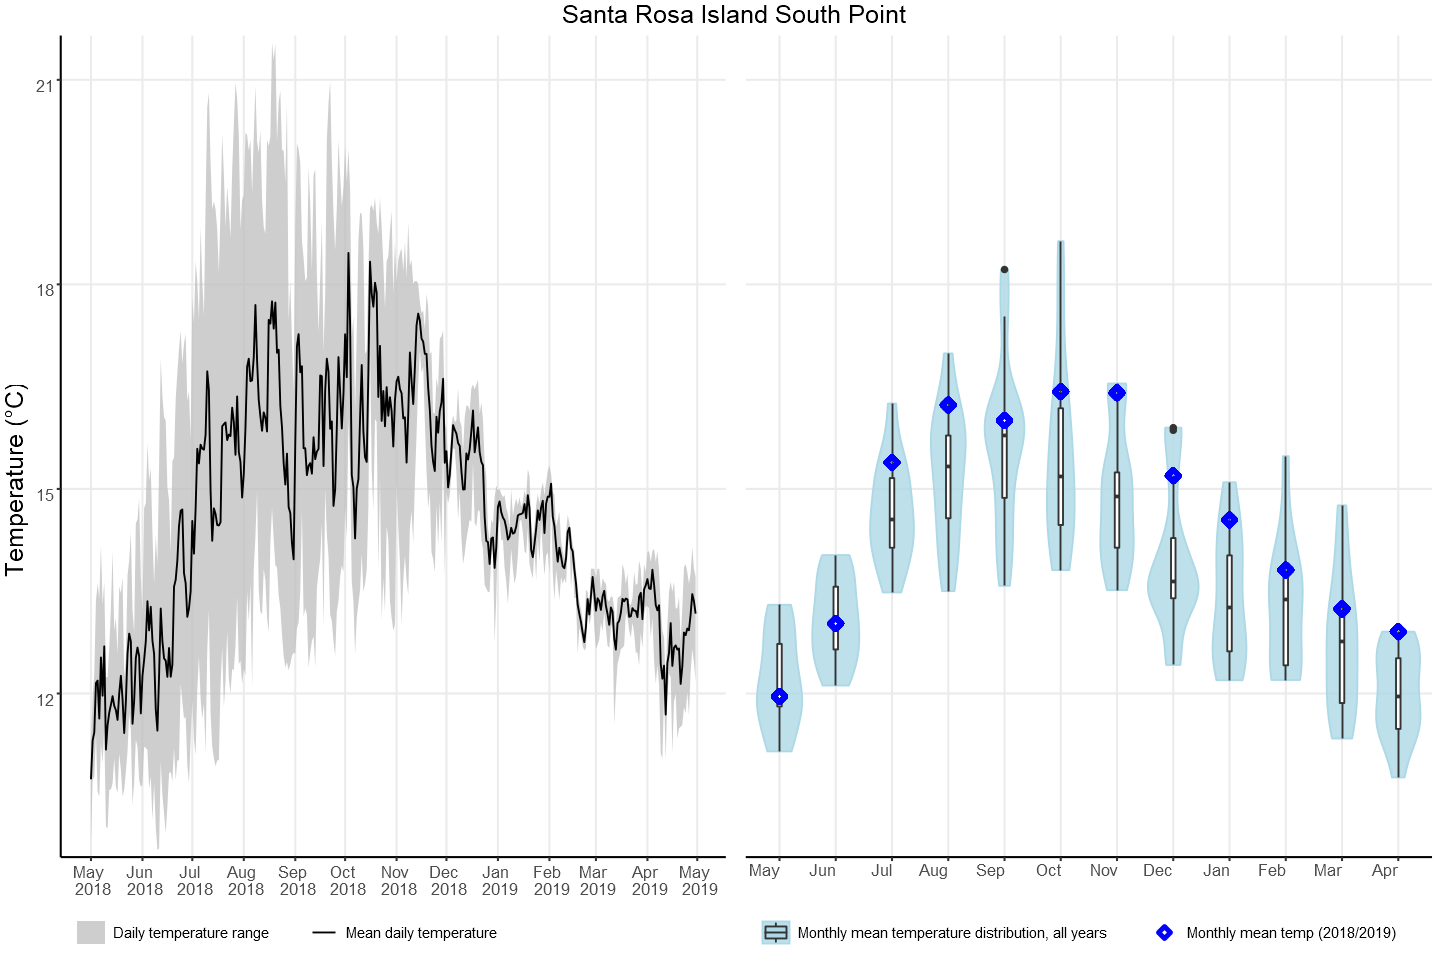 Santa Rosa Island South Point
Temperature (°C)
21
18
15
12
May Jun Jul Aug Sep Oct Nov Dec Jan Feb Mar Apr May
2018 2018 2018 2018 2018 2018 2018 2018 2019 2019 2019 2019 2019
May Jun Jul Aug Sep Oct Nov Dec Jan Feb Mar Apr
Daily temperature range Mean daily temperature
Monthly mean temperature distribution, all years Monthly mean temp (2018/2019)